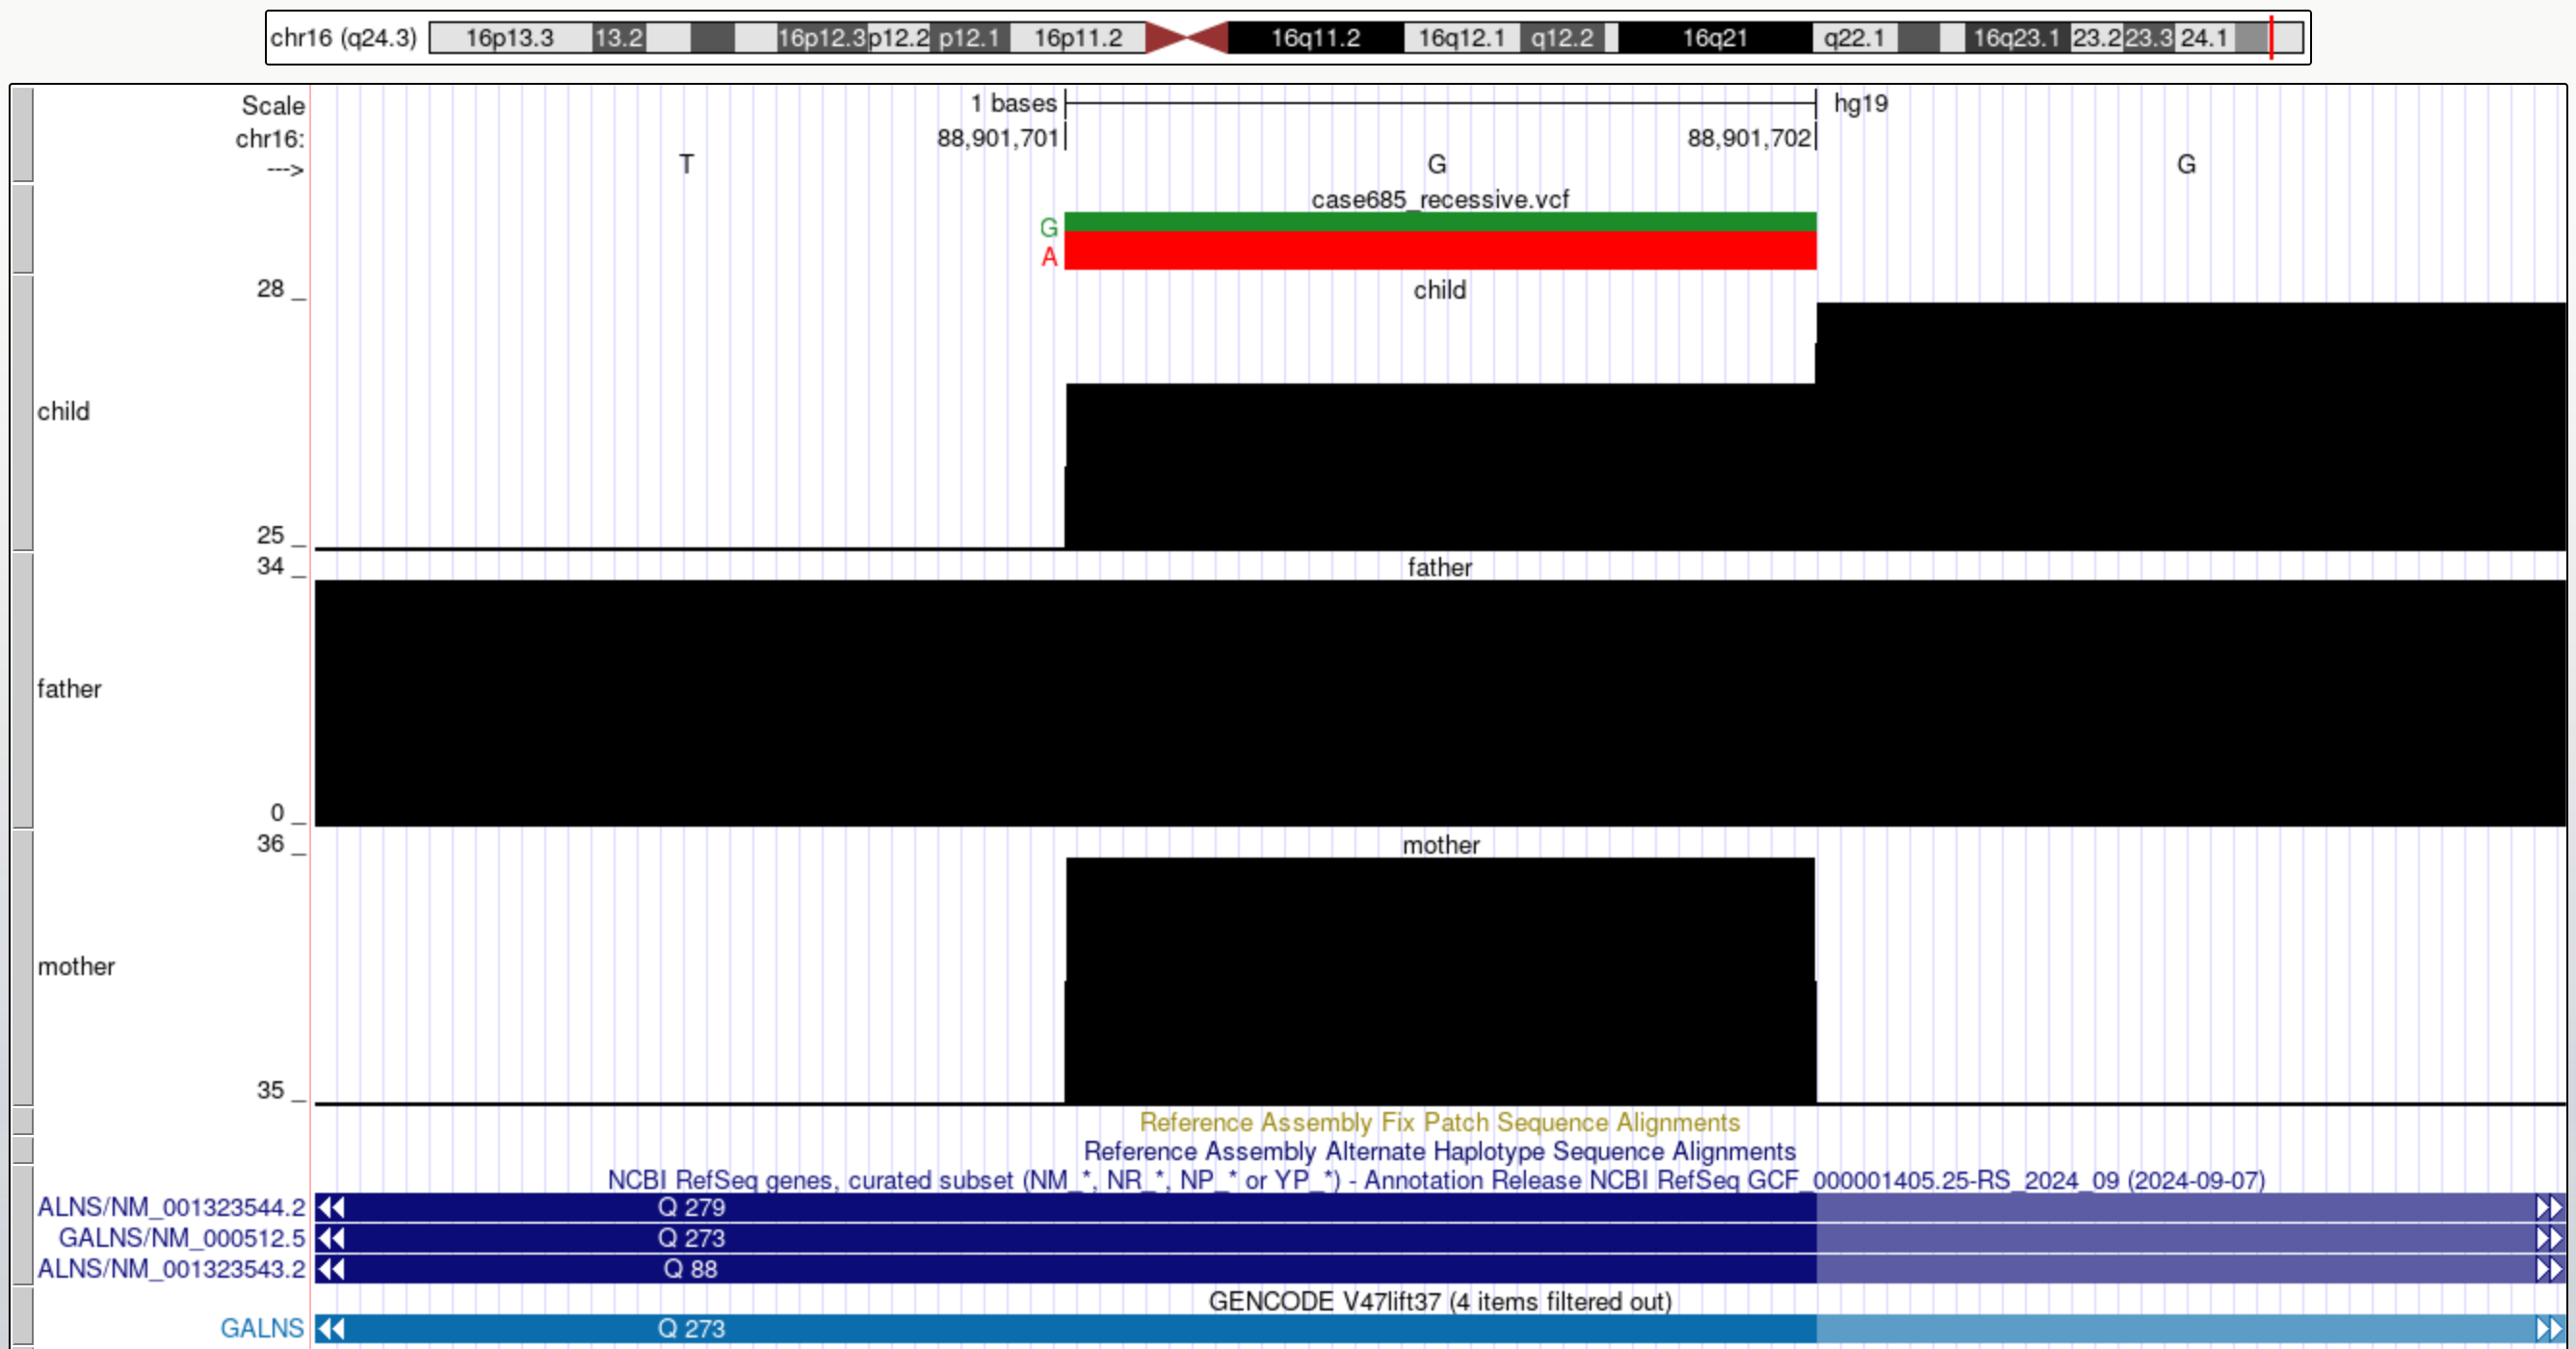 chr16 (q24.3) 16p13.3 13.2 16p12.3 p12.2 p12.1 16p11.2 16q11.2 16q12.1 q12.2 16q21 q22.1 16q23.1 23.2 23.3 24.1
Scale 1 bases hg19
chr16: 88,901,701 88,901,702
---> T G G
case685_recessive.vcf
G
A
child
28
child
25
father
34
father
0
mother
36
mother
35
Reference Assembly Fix Patch Sequence Alignments
Reference Assembly Alternate Haplotype Sequence Alignments
NCBI RefSeq genes, curated subset (NM_*, NR_*, NP_* or YP_*) - Annotation Release NCBI RefSeq GCF_000001405.25-RS_2024_09 (2024-09-07)
ALNS/NM_001323544.2 Q 279
GALNS/NM_000512.5 Q 273
ALNS/NM_001323543.2 Q 88
GENCODE V47lift37 (4 items filtered out)
GALNS Q 273